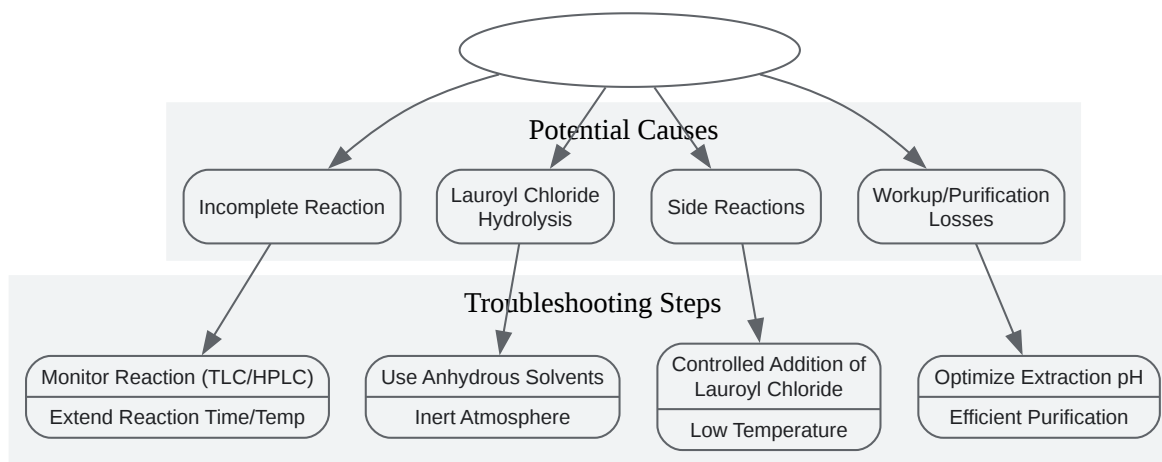 Potential Causes
Incomplete Reaction
Lauroyl Chloride
Hydrolysis
Side Reactions
Workup/Purification
Losses
Troubleshooting Steps
Monitor Reaction (TLC/HPLC)
Extend Reaction Time/Temp
Use Anhydrous Solvents
Inert Atmosphere
Controlled Addition of
Lauroyl Chloride
Low Temperature
Optimize Extraction pH
Efficient Purification